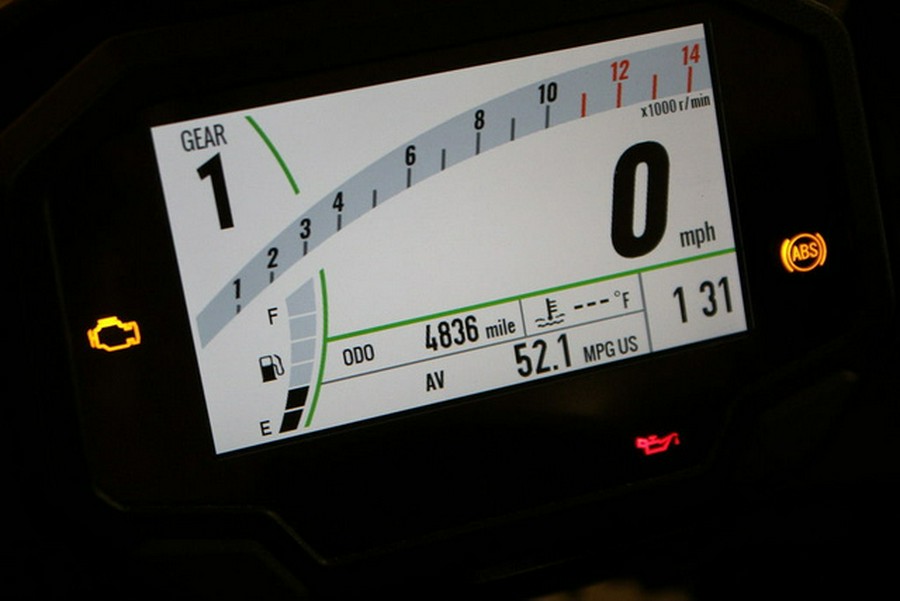 GEAR
1
1 2 3 4 6 8 10 12 14
x1000 r/min
0
mph
F
E
ODO 4836 mile
---°F
AV 52.1 MPG US
1 31
ABS